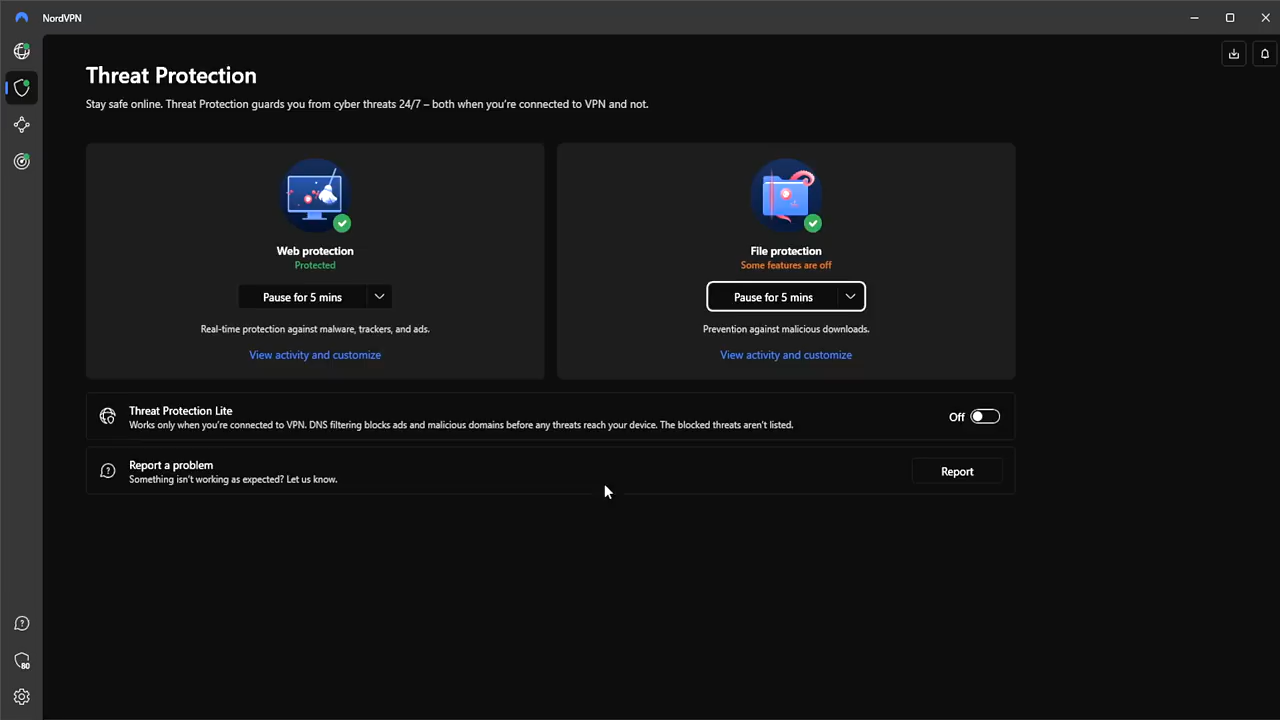 NordVPN
Threat Protection
Stay safe online. Threat Protection guards you from cyber threats 24/7 – both when you're connected to VPN and not.
Web protection
Protected
Pause for 5 mins
Real-time protection against malware, trackers, and ads.
View activity and customize
File protection
Some features are off
Pause for 5 mins
Prevention against malicious downloads.
View activity and customize
Threat Protection Lite
Works only when you're connected to VPN. DNS filtering blocks ads and malicious domains before any threats reach your device. The blocked threats aren't listed.
Off
Report a problem
Something isn't working as expected? Let us know.
Report
80